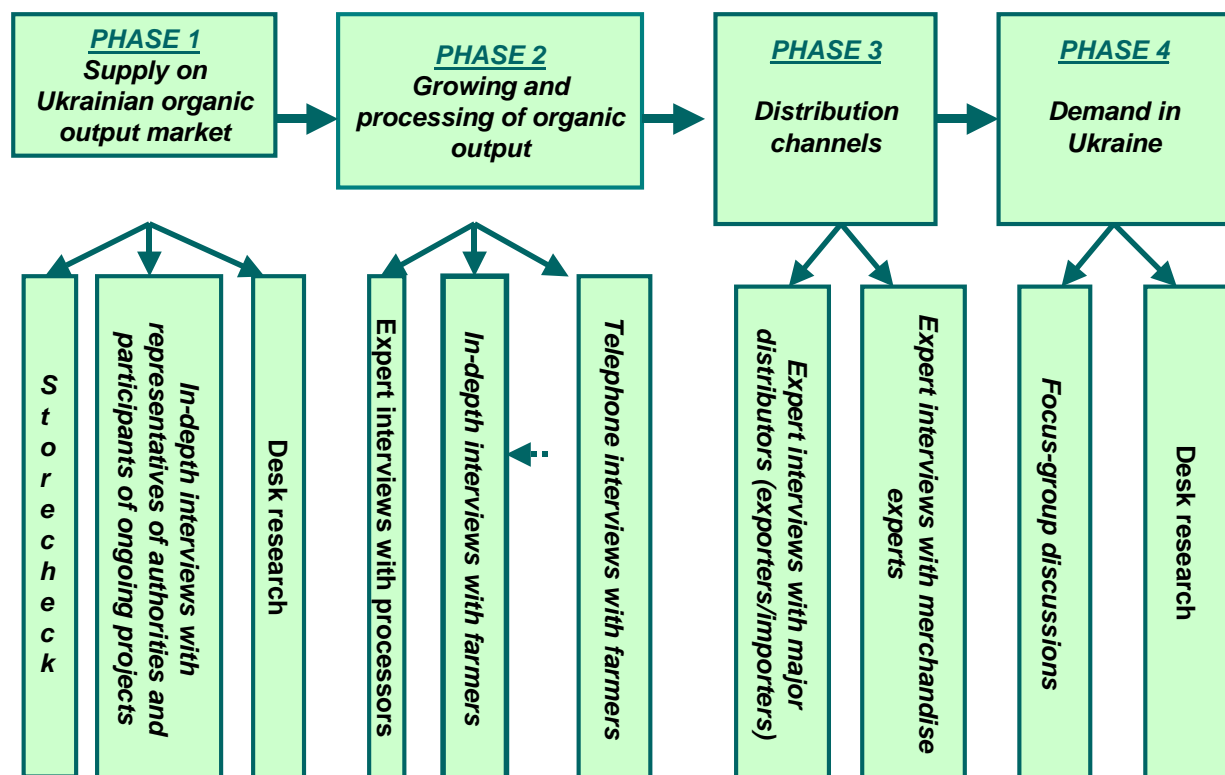 PHASE 1
Supply on
Ukrainian organic
output market
PHASE 2
Growing and
processing of organic
output
PHASE 3
Distribution
channels
PHASE 4
Demand in
Ukraine
Storecheck
In-depth interviews with
representatives of authorities and
participants of ongoing projects
Desk research
Expert interviews with processors
In-depth interviews with farmers
Telephone interviews with farmers
Expert interviews with major
distributors (exporters/importers)
Expert interviews with merchandise
experts
Focus-group discussions
Desk research